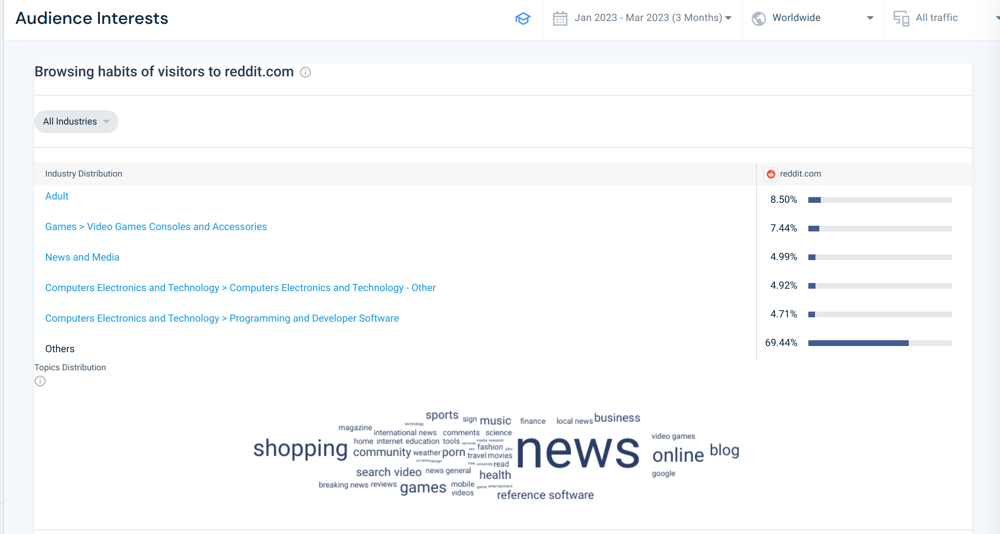 Audience Interests
Jan 2023 - Mar 2023 (3 Months)
Worldwide
All traffic
Browsing habits of visitors to reddit.com
All Industries
Industry Distribution
reddit.com
Adult
8.50%
Games > Video Games Consoles and Accessories
7.44%
News and Media
4.99%
Computers Electronics and Technology > Computers Electronics and Technology - Other
4.92%
Computers Electronics and Technology > Programming and Developer Software
4.71%
Others
69.44%
Topics Distribution
sports
sign
music
finance
local news
business
technology
magazine
international news
comments
science
video games
home
internet
education
tools
media
research
services
shopping
community
weather
porn
sex
fashion
jobs
news
online
blog
travel
movies
us news
design
free
university
read
search
video
news general
health
google
breaking news
reviews
games
mobile
game
entertainment
videos
reference
software